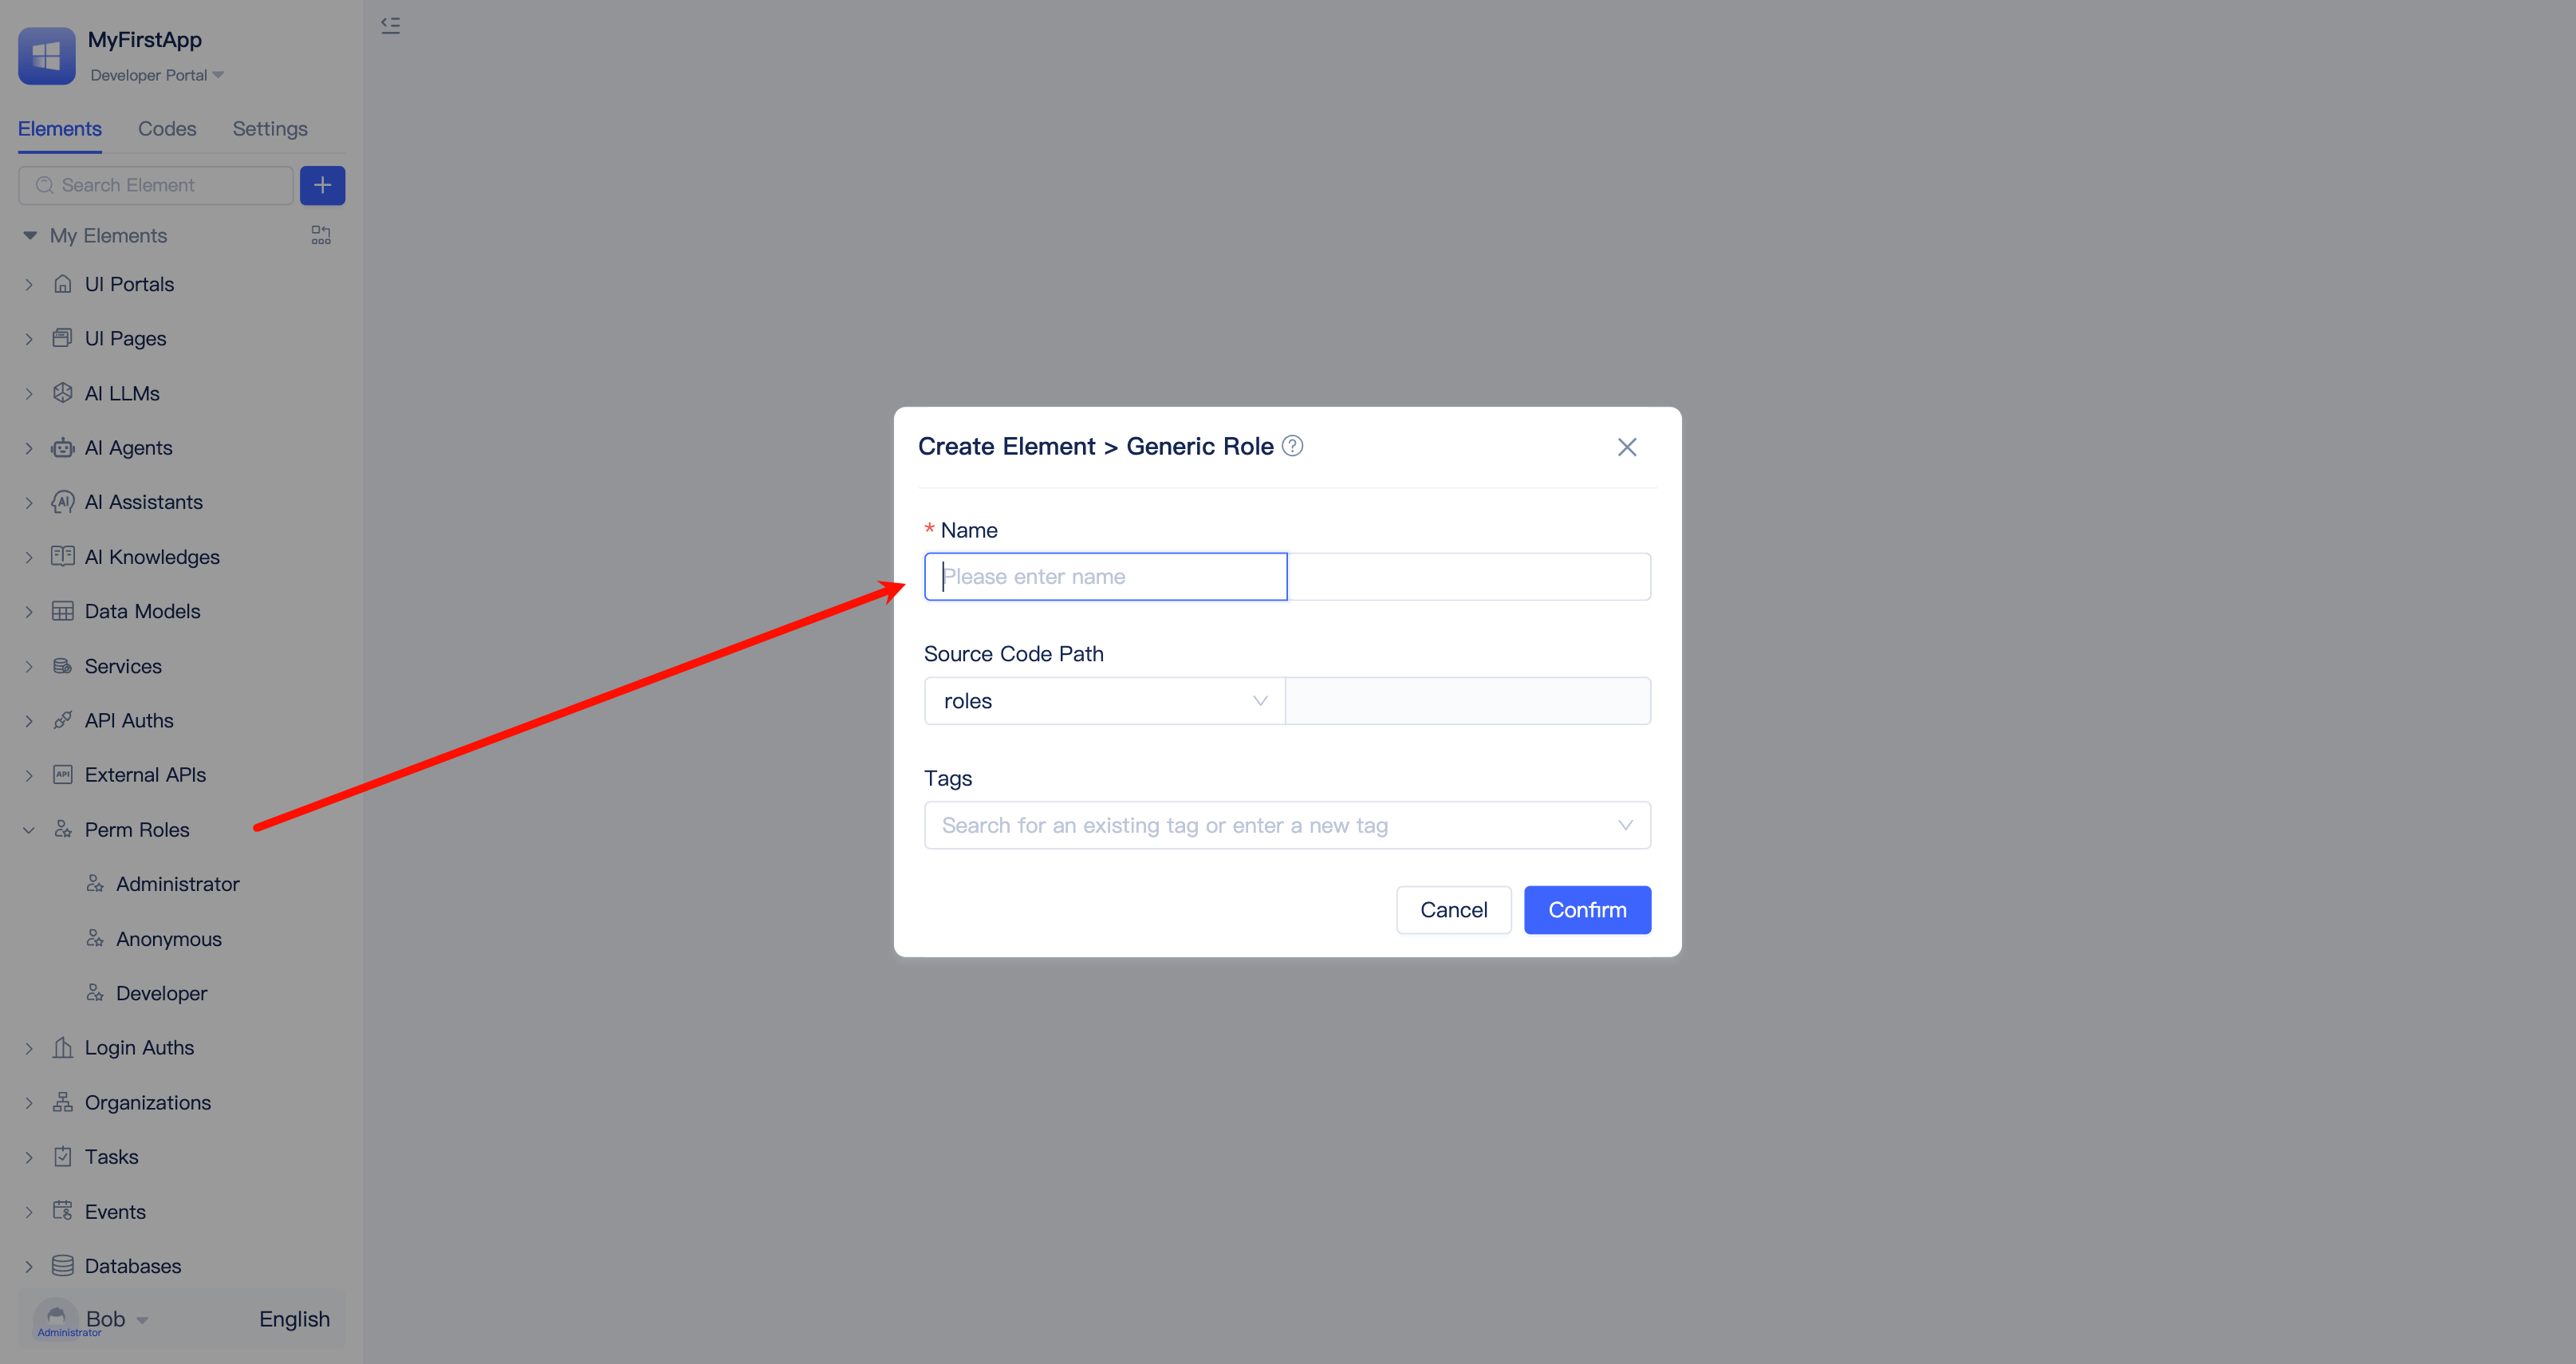 MyFirstApp
Developer Portal
Elements Codes Settings
Search Element
My Elements
UI Portals
UI Pages
AI LLMs
AI Agents
AI Assistants
AI Knowledges
Data Models
Services
API Auths
External APIs
Perm Roles
Administrator
Anonymous
Developer
Login Auths
Organizations
Tasks
Events
Databases
Bob English
Administrator
Create Element > Generic Role
* Name
Please enter name
Source Code Path
roles
Tags
Search for an existing tag or enter a new tag
Cancel Confirm